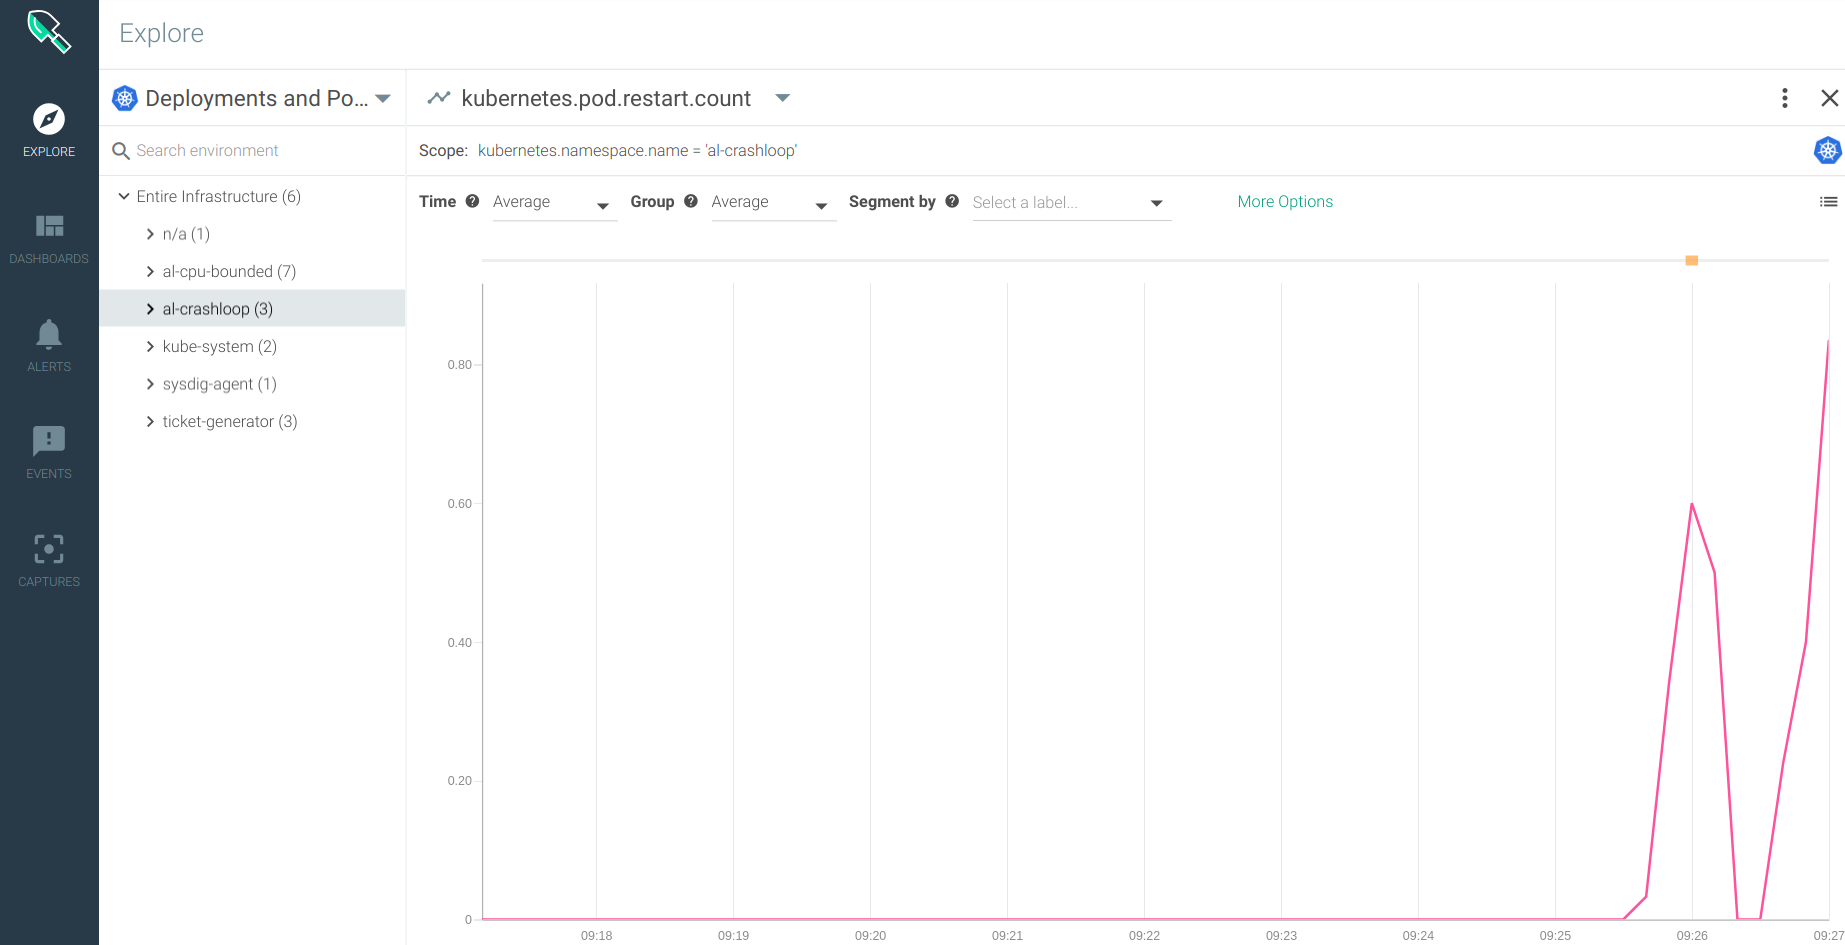 Explore
EXPLORE
DASHBOARDS
ALERTS
EVENTS
CAPTURES
Deployments and Po...
Search environment
Entire Infrastructure (6)
n/a (1)
al-cpu-bounded (7)
al-crashloop (3)
kube-system (2)
sysdig-agent (1)
ticket-generator (3)
kubernetes.pod.restart.count
Scope: kubernetes.namespace.name = 'al-crashloop'
Time ? Average Group ? Average Segment by ? Select a label... More Options
0.80
0.60
0.40
0.20
0
09:18 09:19 09:20 09:21 09:22 09:23 09:24 09:25 09:26 09:27